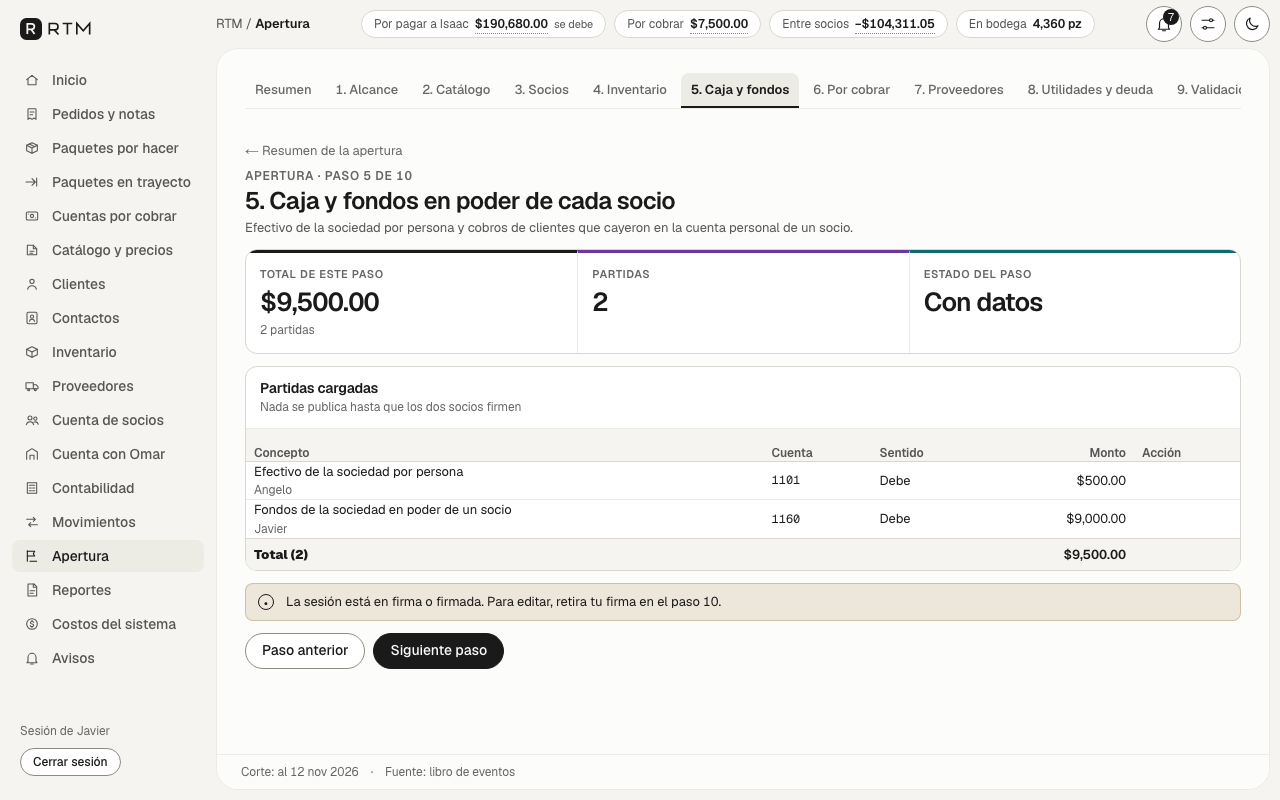 R RTM
Inicio
Pedidos y notas
Paquetes por hacer
Paquetes en trayecto
Cuentas por cobrar
Catálogo y precios
Clientes
Contactos
Inventario
Proveedores
Cuenta de socios
Cuenta con Omar
Contabilidad
Movimientos
Apertura
Reportes
Costos del sistema
Avisos
Sesión de Javier
Cerrar sesión
RTM / Apertura
Por pagar a Isaac $190,680.00 se debe
Por cobrar $7,500.00
Entre socios −$104,311.05
En bodega 4,360 pz
7
Resumen 1. Alcance 2. Catálogo 3. Socios 4. Inventario 5. Caja y fondos 6. Por cobrar 7. Proveedores 8. Utilidades y deuda 9. Validació
← Resumen de la apertura
APERTURA · PASO 5 DE 10
5. Caja y fondos en poder de cada socio
Efectivo de la sociedad por persona y cobros de clientes que cayeron en la cuenta personal de un socio.
TOTAL DE ESTE PASO
$9,500.00
2 partidas
PARTIDAS
2
ESTADO DEL PASO
Con datos
Partidas cargadas
Nada se publica hasta que los dos socios firmen
Concepto Cuenta Sentido Monto Acción
Efectivo de la sociedad por persona
Angelo
1101 Debe $500.00
Fondos de la sociedad en poder de un socio
Javier
1160 Debe $9,000.00
Total (2) $9,500.00
La sesión está en firma o firmada. Para editar, retira tu firma en el paso 10.
Paso anterior Siguiente paso
Corte: al 12 nov 2026 · Fuente: libro de eventos